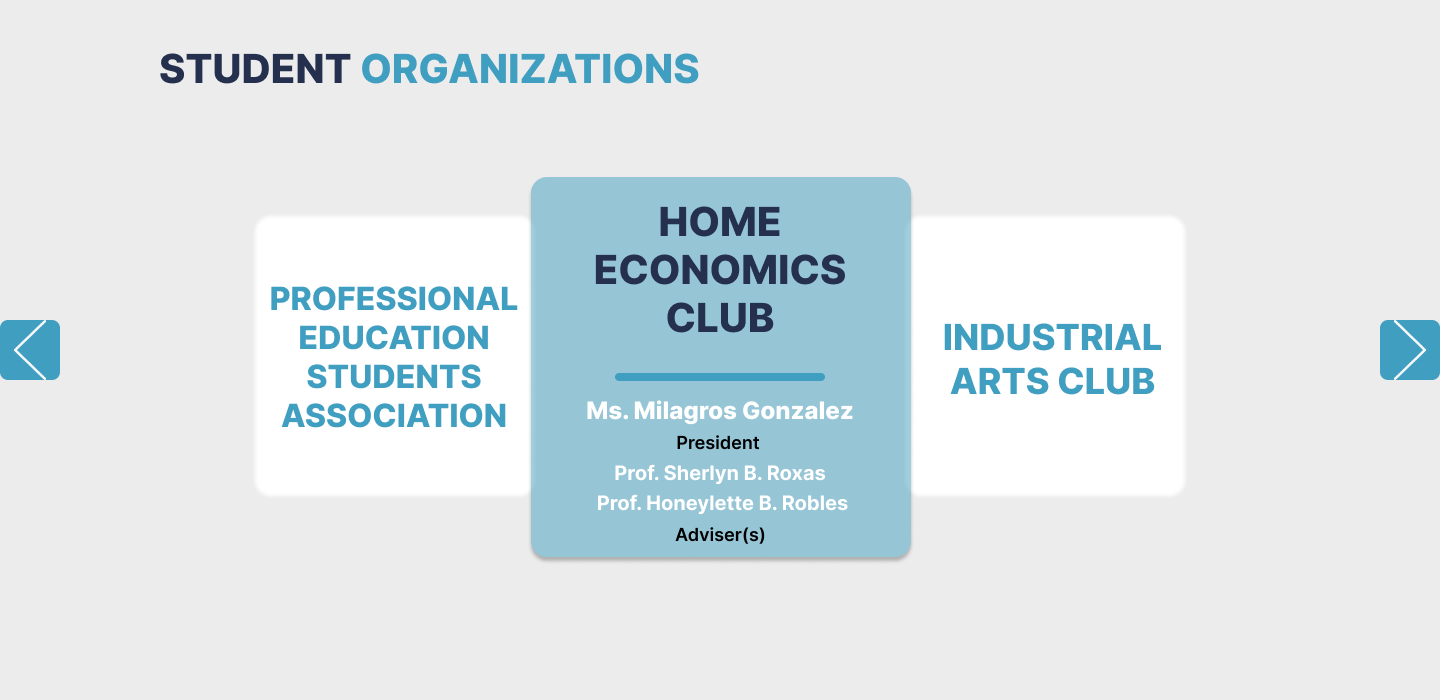 STUDENT ORGANIZATIONS
PROFESSIONAL
EDUCATION
STUDENTS
ASSOCIATION
HOME
ECONOMICS
CLUB
Ms. Milagros Gonzalez
President
Prof. Sherlyn B. Roxas
Prof. Honeylette B. Robles
Adviser(s)
INDUSTRIAL
ARTS CLUB